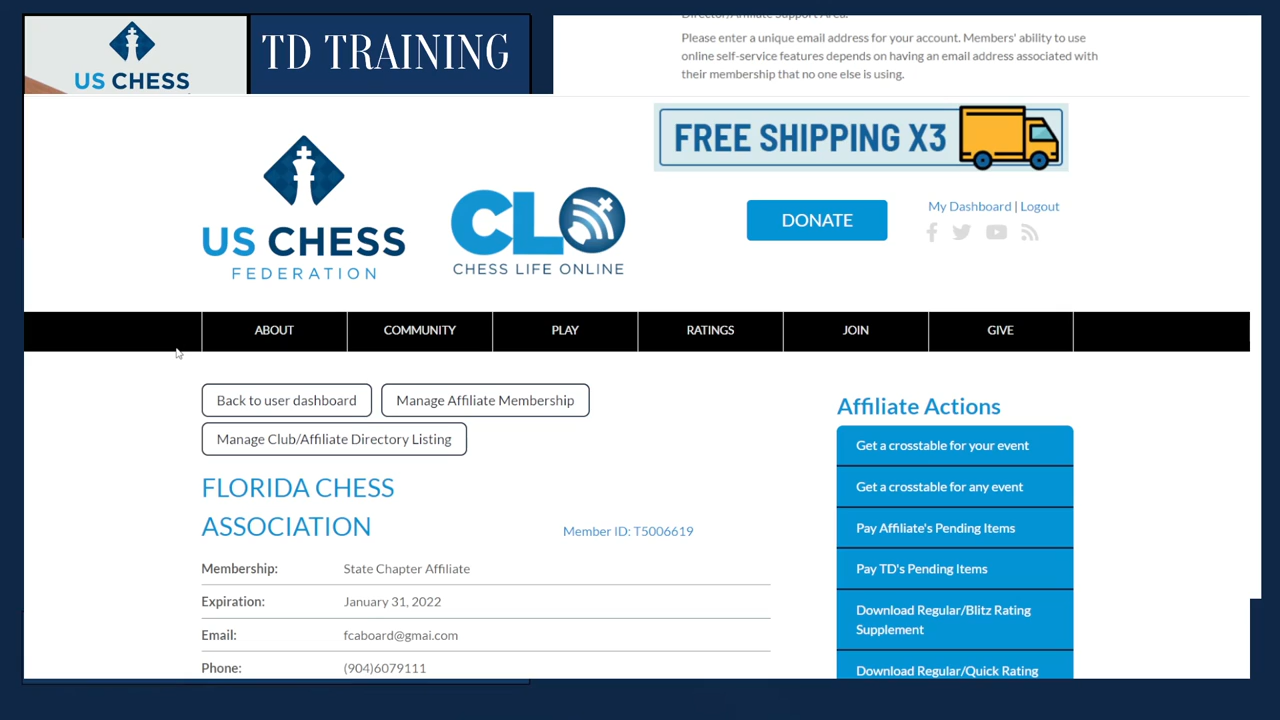 US CHESS
TD TRAINING
Director/Affiliate Support Area.
Please enter a unique email address for your account. Members' ability to use
online self-service features depends on having an email address associated with
their membership that no one else is using.
FREE SHIPPING X3
US CHESS
FEDERATION
CLO
CHESS LIFE ONLINE
DONATE
My Dashboard | Logout
ABOUT
COMMUNITY
PLAY
RATINGS
JOIN
GIVE
Back to user dashboard
Manage Affiliate Membership
Manage Club/Affiliate Directory Listing
FLORIDA CHESS
ASSOCIATION
Member ID: T5006619
Membership: State Chapter Affiliate
Expiration: January 31, 2022
Email: fcaboard@gmai.com
Phone: (904)6079111
Affiliate Actions
Get a crosstable for your event
Get a crosstable for any event
Pay Affiliate's Pending Items
Pay TD's Pending Items
Download Regular/Blitz Rating
Supplement
Download Regular/Quick Rating